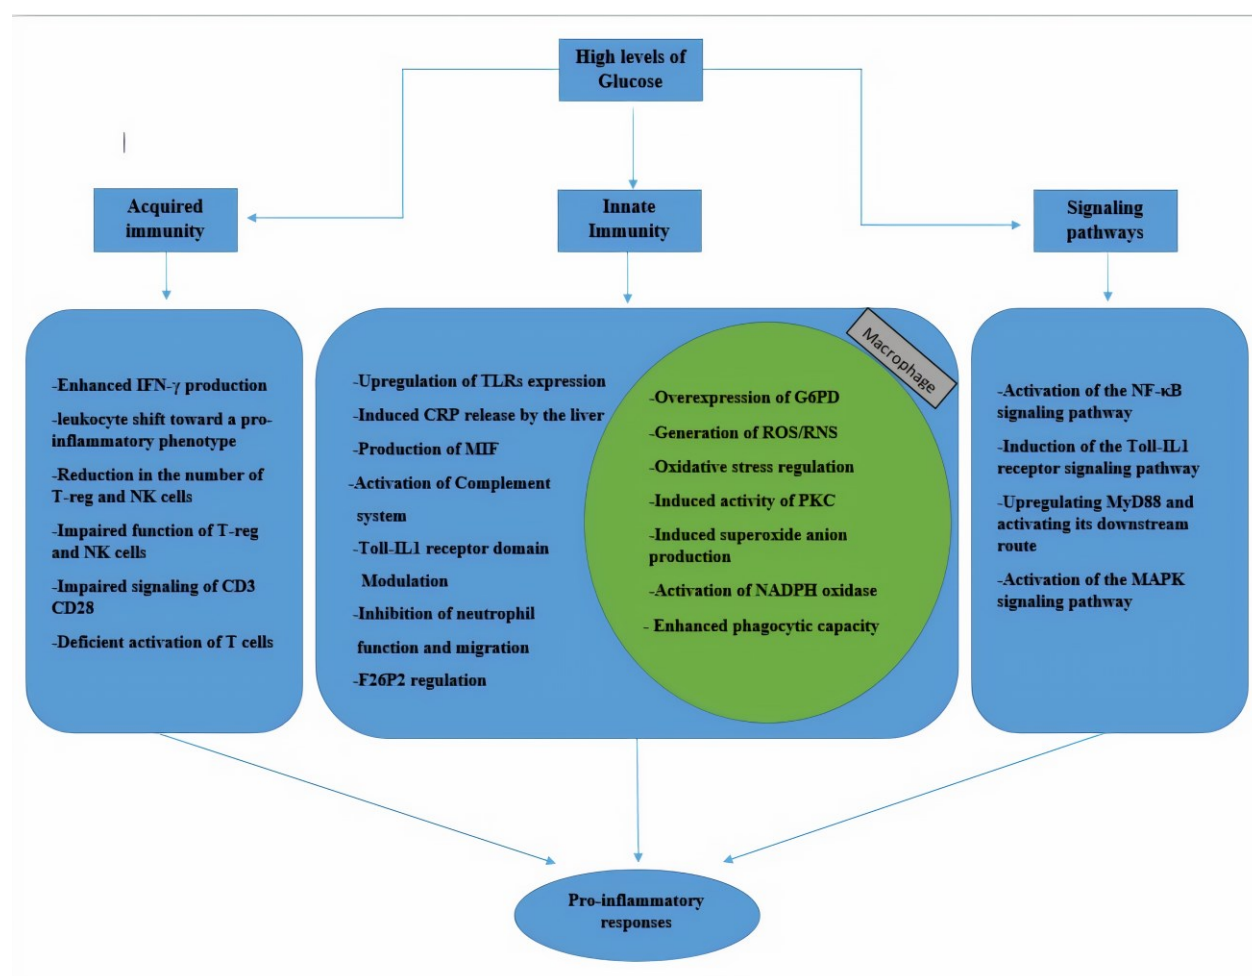 High levels of
Glucose
Acquired
immunity
Innate
Immunity
Signaling
pathways
-Enhanced IFN-γ production
-leukocyte shift toward a pro-
inflammatory phenotype
-Reduction in the number of
T-reg and NK cells
-Impaired function of T-reg
and NK cells
-Impaired signaling of CD3
CD28
-Deficient activation of T cells
-Upregulation of TLRs expression
-Induced CRP release by the liver
-Production of MIF
-Activation of Complement
system
-Toll-IL1 receptor domain
Modulation
-Inhibition of neutrophil
function and migration
-F26P2 regulation
Macrophage
-Overexpression of G6PD
-Generation of ROS/RNS
-Oxidative stress regulation
-Induced activity of PKC
-Induced superoxide anion
production
-Activation of NADPH oxidase
- Enhanced phagocytic capacity
-Activation of the NF-κB
signaling pathway
-Induction of the Toll-IL1
receptor signaling pathway
-Upregulating MyD88 and
activating its downstream
route
-Activation of the MAPK
signaling pathway
Pro-inflammatory
responses